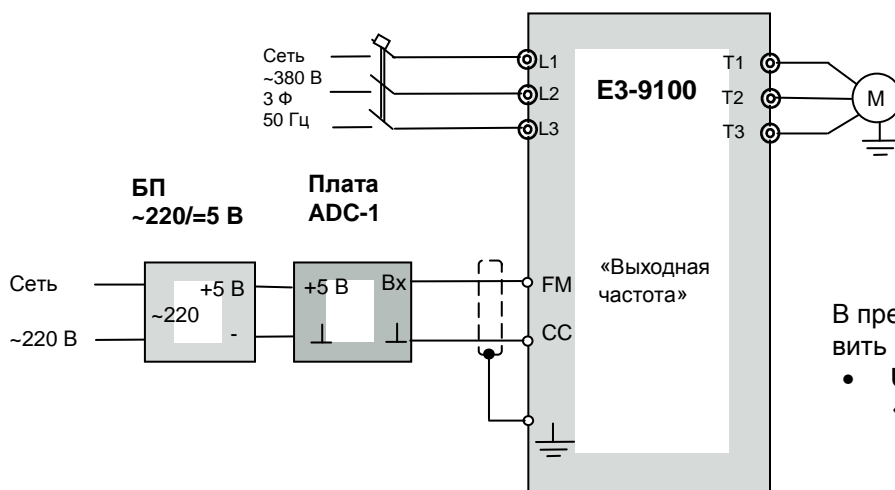 Сеть
~380 В
3 Ф
50 Гц
L1
L2
L3
Е3-9100
T1
T2
T3
М
БП
~220/=5 В
Плата
ADC-1
Сеть
~220 В
+5 В
~220
-
+5 В
Вх
FM
CC
«Выходная
частота»
В пре
вить
•